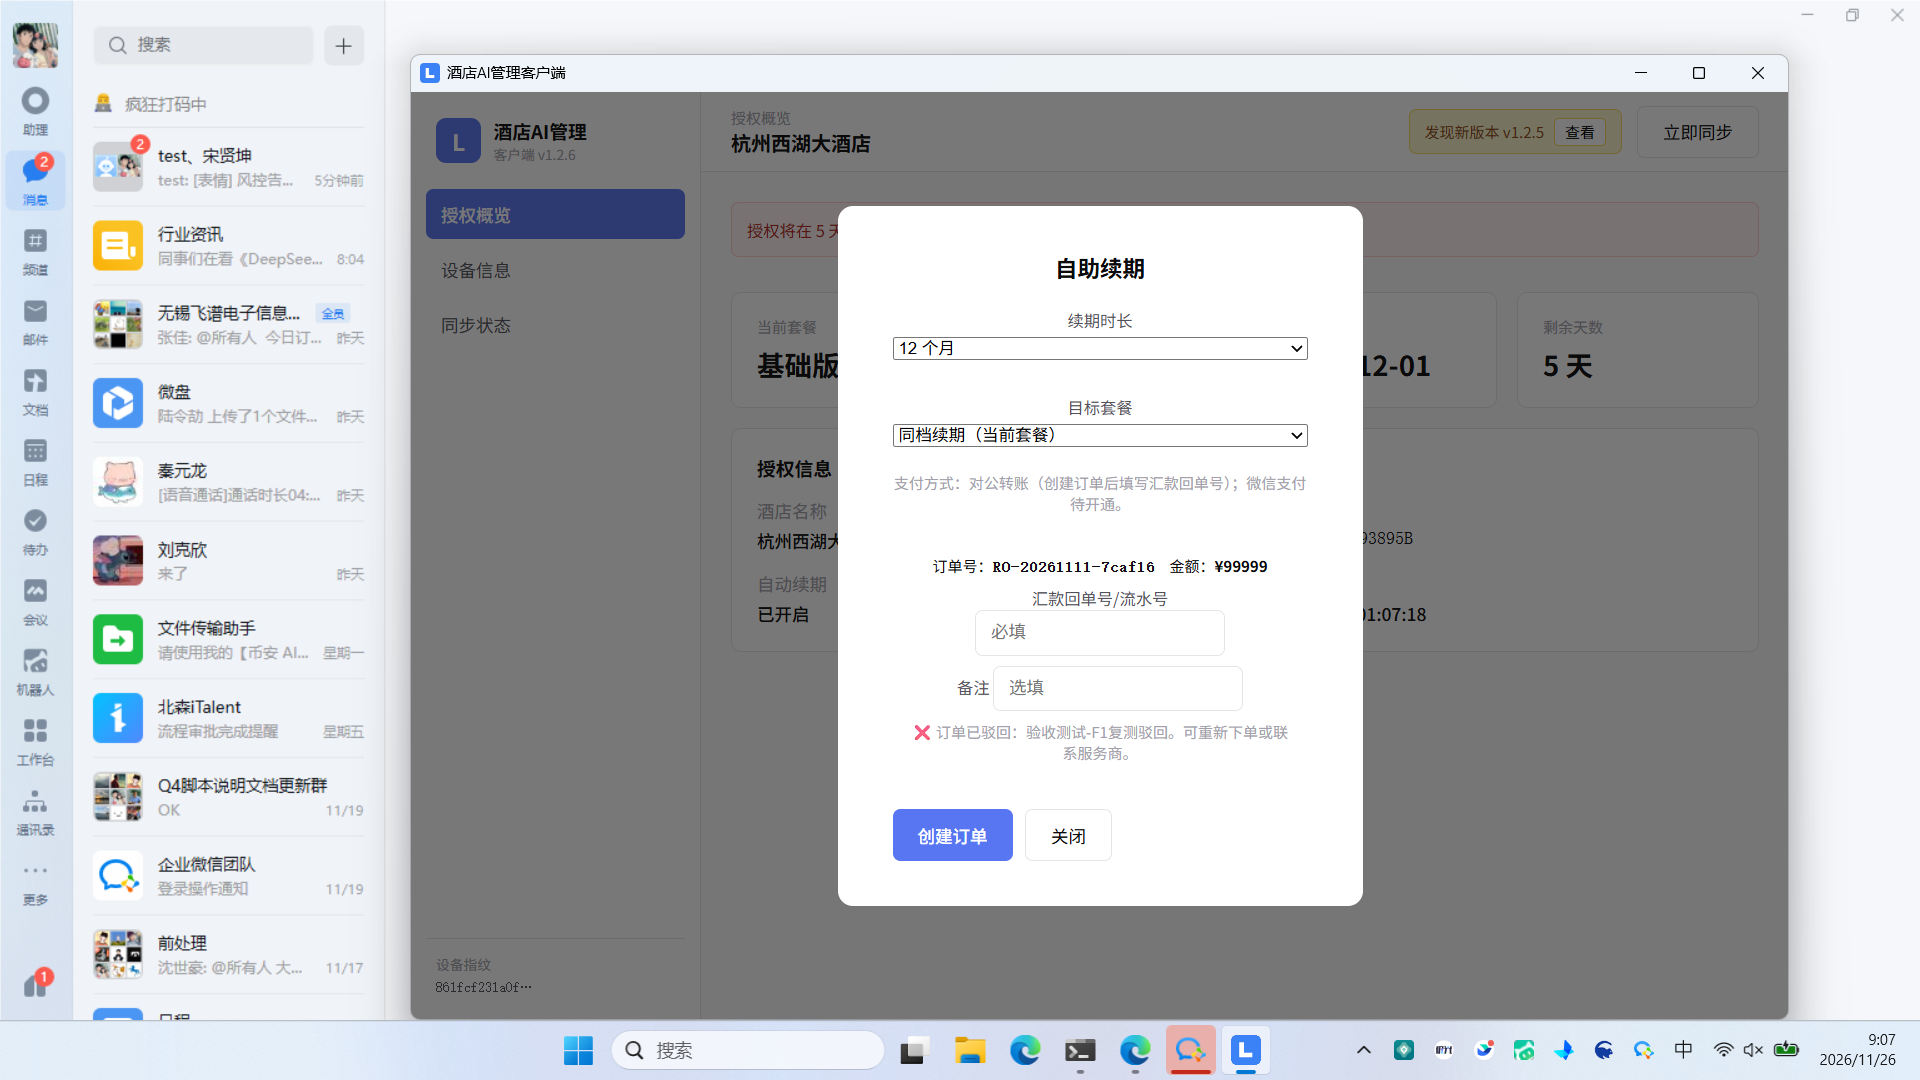 搜索
疯狂打码中
助理
2
消息
频道
邮件
文档
日程
待办
会议
机器人
工作台
通讯录
更多
1
2
test、宋贤坤
test: [表情] 风控告... 5分钟前
行业资讯
同事们在看《DeepSee... 8:04
无锡飞谱电子信息... 全员
张佳: @所有人 今日订... 昨天
微盘
陆令劼 上传了1个文件... 昨天
秦元龙
[语音通话]通话时长04:... 昨天
刘克欣
来了 昨天
文件传输助手
请使用我的【币安 AI... 星期一
北森iTalent
流程审批完成提醒 星期五
Q4脚本说明文档更新群
OK 11/19
企业微信团队
登录操作通知 11/19
前处理
沈世豪: @所有人 大... 11/17
日程
L 酒店AI管理客户端
L
酒店AI管理
客户端 v1.2.6
授权概览
设备信息
同步状态
设备指纹
861fcf231a0f…
授权概览
杭州西湖大酒店
发现新版本 v1.2.5 查看
立即同步
授权将在 5 天
当前套餐
基础版
12-01
剩余天数
5 天
授权信息
酒店名称
杭州西湖大
93895B
自动续期
已开启
01:07:18
自助续期
续期时长
12 个月
目标套餐
同档续期（当前套餐）
支付方式：对公转账（创建订单后填写汇款回单号）；微信支付
待开通。
订单号：RO-20261111-7caf16 金额：¥99999
汇款回单号/流水号
必填
备注 选填
❌ 订单已驳回：验收测试-F1复测驳回。可重新下单或联
系服务商。
创建订单
关闭
搜索
L
中
9:07
2026/11/26